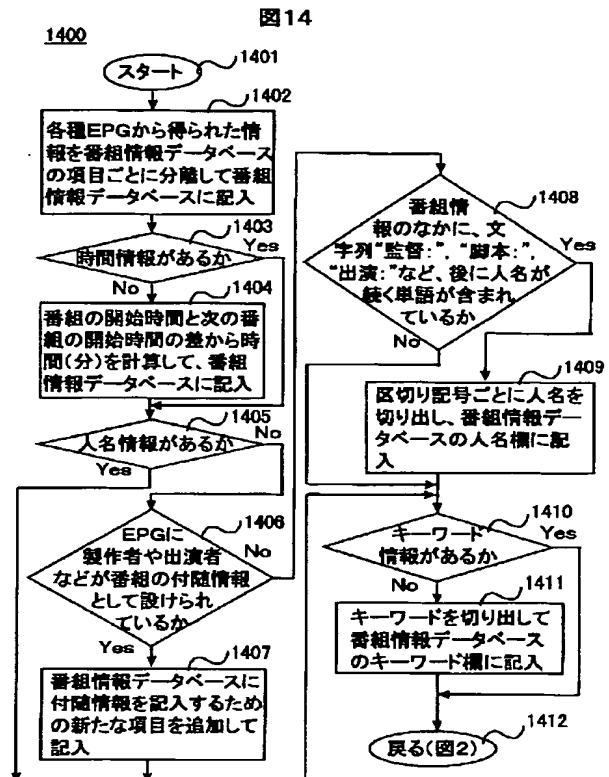 図14
1400
スタート
1401
1402
各種EPGから得られた情
報を番組情報データベース
の項目ごとに分離して番組
情報データベースに記入
1403
時間情報があるか
Yes
No
1404
番組の開始時間と次の番
組の開始時間の差から時
間(分)を計算して、番組
情報データベースに記入
1405
人名情報があるか
No
Yes
1406
EPGに
製作者や出演者
などが番組の付随情報
として設けられ
ているか
No
Yes
1407
番組情報データベースに
付随情報を記入するため
の新たな項目を追加して
記入
1408
番組情
報のなかに、文
字列“監督:”, “脚本:”,
“出演:”など、後に人名が
続く単語が含まれ
ているか
Yes
No
1409
区切り記号ごとに人名を
切り出し、番組情報デー
タベースの人名欄に記
入
1410
キーワード
情報があるか
Yes
No
1411
キーワードを切り出して
番組情報データベース
のキーワード欄に記入
1412
戻る(図2)